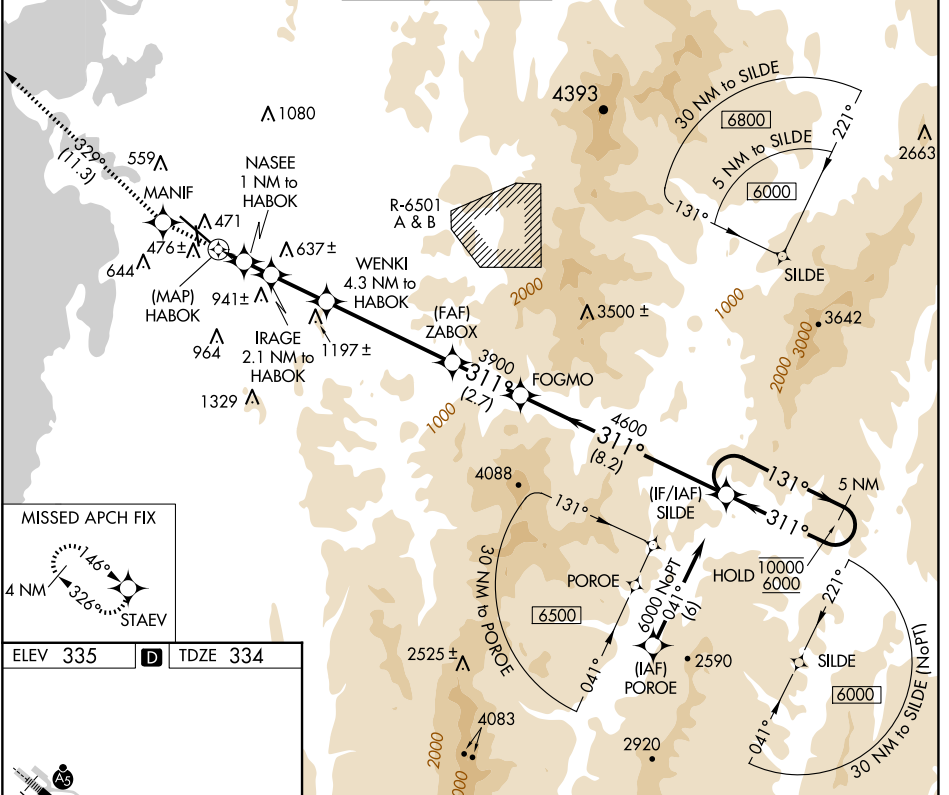 4393
30 NM to SILDE
6800
221°
5 NM to SILDE
6000
131°
SILDE
2663
1080
329°
(11.3)
559
MANIF
NASEE
1 NM to
HABOK
R-6501
A & B
471
476 ±
637 ±
644
(MAP)
HABOK
941 ±
WENKI
4.3 NM to
HABOK
2000
1000
3500 ±
3642
2000
3000
964
IRAGE
2.1 NM to
HABOK
1197 ±
(FAF)
ZABOX
3900
311°
(2.7)
FOGMO
1329
1000
4600
311°
(8.2)
4088
(IF/IAF)
SILDE
131°
5 NM
311°
MISSED APCH FIX
146°
4 NM
326°
STAEV
131°
30 NM to POROE
POROE
6500
041°
6000 NoPT
041°
(6)
HOLD
10000
6000
221°
SILDE
6000
041°
30 NM to SILDE (NoPT)
(IAF)
POROE
2590
ELEV 335
D
TDZE 334
2525 ±
4083
2000
2920
A5